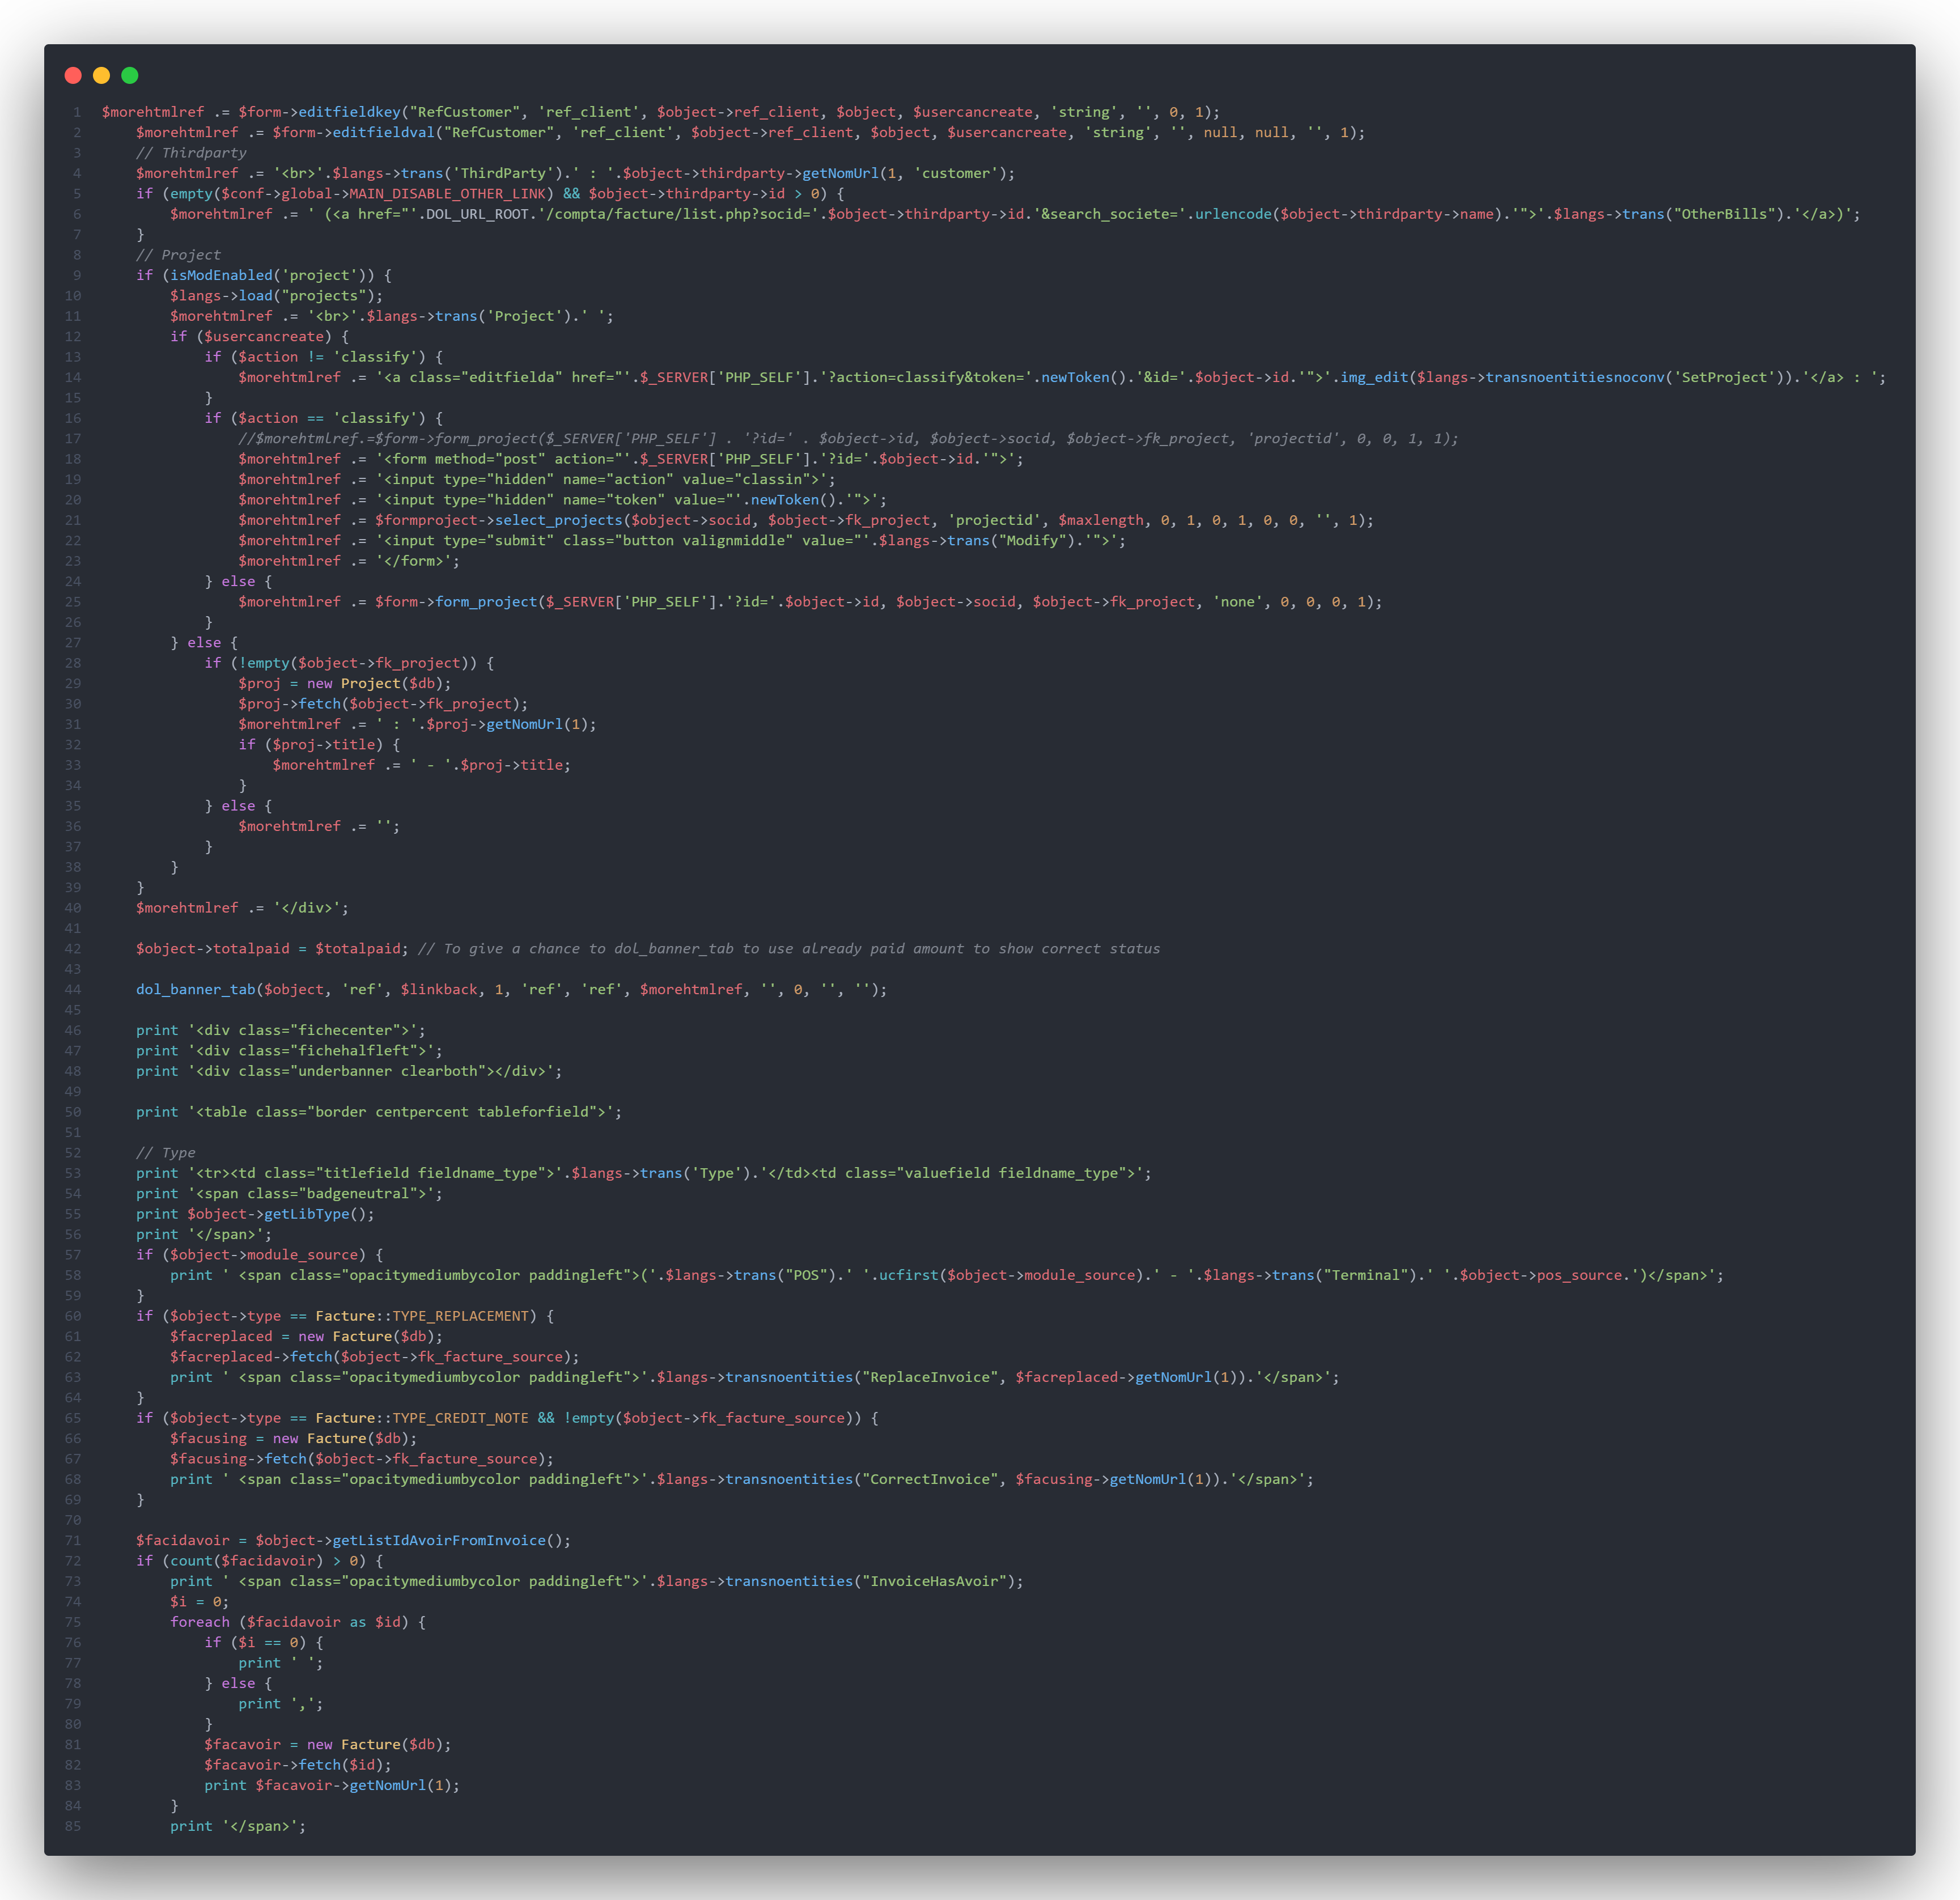 1 $morehtmlref .= $form->editfieldkey("RefCustomer", 'ref_client', $object->ref_client, $object, $usercancreate, 'string', '', 0, 1);
2     $morehtmlref .= $form->editfieldval("RefCustomer", 'ref_client', $object->ref_client, $object, $usercancreate, 'string', '', null, null, '', 1);
3     // Thirdparty
4     $morehtmlref .= '<br>'.$langs->trans('ThirdParty').' : '.$object->thirdparty->getNomUrl(1, 'customer');
5     if (empty($conf->global->MAIN_DISABLE_OTHER_LINK) && $object->thirdparty->id > 0) {
6         $morehtmlref .= ' (<a href="'.DOL_URL_ROOT.'/compta/facture/list.php?socid='.$object->thirdparty->id.'&search_societe='.urlencode($object->thirdparty->name).'">'.$langs->trans("OtherBills").'</a>)';
7     }
8     // Project
9     if (isModEnabled('project')) {
10         $langs->load("projects");
11         $morehtmlref .= '<br>'.$langs->trans('Project').' ';
12         if ($usercancreate) {
13             if ($action != 'classify') {
14                 $morehtmlref .= '<a class="editfielda" href="'.$_SERVER['PHP_SELF'].'?action=classify&token='.newToken().'&id='.$object->id.'">'.img_edit($langs->transnoentitiesnoconv('SetProject')).'</a> : ';
15             }
16             if ($action == 'classify') {
17                 //$morehtmlref.=$form->form_project($_SERVER['PHP_SELF'] . '?id=' . $object->id, $object->socid, $object->fk_project, 'projectid', 0, 0, 1, 1);
18                 $morehtmlref .= '<form method="post" action="'.$_SERVER['PHP_SELF'].'?id='.$object->id.'">';
19                 $morehtmlref .= '<input type="hidden" name="action" value="classin">';
20                 $morehtmlref .= '<input type="hidden" name="token" value="'.newToken().'">';
21                 $morehtmlref .= $formproject->select_projects($object->socid, $object->fk_project, 'projectid', $maxlength, 0, 1, 0, 1, 0, 0, '', 1);
22                 $morehtmlref .= '<input type="submit" class="button valignmiddle" value="'.$langs->trans("Modify").'">';
23                 $morehtmlref .= '</form>';
24             } else {
25                 $morehtmlref .= $form->form_project($_SERVER['PHP_SELF'].'?id='.$object->id, $object->socid, $object->fk_project, 'none', 0, 0, 0, 1);
26             }
27         } else {
28             if (!empty($object->fk_project)) {
29                 $proj = new Project($db);
30                 $proj->fetch($object->fk_project);
31                 $morehtmlref .= ' : '.$proj->getNomUrl(1);
32                 if ($proj->title) {
33                     $morehtmlref .= ' - '.$proj->title;
34                 }
35             } else {
36                 $morehtmlref .= '';
37             }
38         }
39     }
40     $morehtmlref .= '</div>';
41
42     $object->totalpaid = $totalpaid; // To give a chance to dol_banner_tab to use already paid amount to show correct status
43
44     dol_banner_tab($object, 'ref', $linkback, 1, 'ref', 'ref', $morehtmlref, '', 0, '', '');
45
46     print '<div class="fichecenter">';
47     print '<div class="fichehalfleft">';
48     print '<div class="underbanner clearboth"></div>';
49
50     print '<table class="border centpercent tableforfield">';
51
52     // Type
53     print '<tr><td class="titlefield fieldname_type">'.$langs->trans('Type').'</td><td class="valuefield fieldname_type">';
54     print '<span class="badgeneutral">';
55     print $object->getLibType();
56     print '</span>';
57     if ($object->module_source) {
58         print ' <span class="opacitymediumbycolor paddingleft">('.$langs->trans("POS").' '.ucfirst($object->module_source).' - '.$langs->trans("Terminal").' '.$object->pos_source.')</span>';
59     }
60     if ($object->type == Facture::TYPE_REPLACEMENT) {
61         $facreplaced = new Facture($db);
62         $facreplaced->fetch($object->fk_facture_source);
63         print ' <span class="opacitymediumbycolor paddingleft">'.$langs->transnoentities("ReplaceInvoice", $facreplaced->getNomUrl(1)).'</span>';
64     }
65     if ($object->type == Facture::TYPE_CREDIT_NOTE && !empty($object->fk_facture_source)) {
66         $facusing = new Facture($db);
67         $facusing->fetch($object->fk_facture_source);
68         print ' <span class="opacitymediumbycolor paddingleft">'.$langs->transnoentities("CorrectInvoice", $facusing->getNomUrl(1)).'</span>';
69     }
70
71     $facidavoir = $object->getListIdAvoirFromInvoice();
72     if (count($facidavoir) > 0) {
73         print ' <span class="opacitymediumbycolor paddingleft">'.$langs->transnoentities("InvoiceHasAvoir");
74         $i = 0;
75         foreach ($facidavoir as $id) {
76             if ($i == 0) {
77                 print ' ';
78             } else {
79                 print ',';
80             }
81             $facavoir = new Facture($db);
82             $facavoir->fetch($id);
83             print $facavoir->getNomUrl(1);
84         }
85         print '</span>';